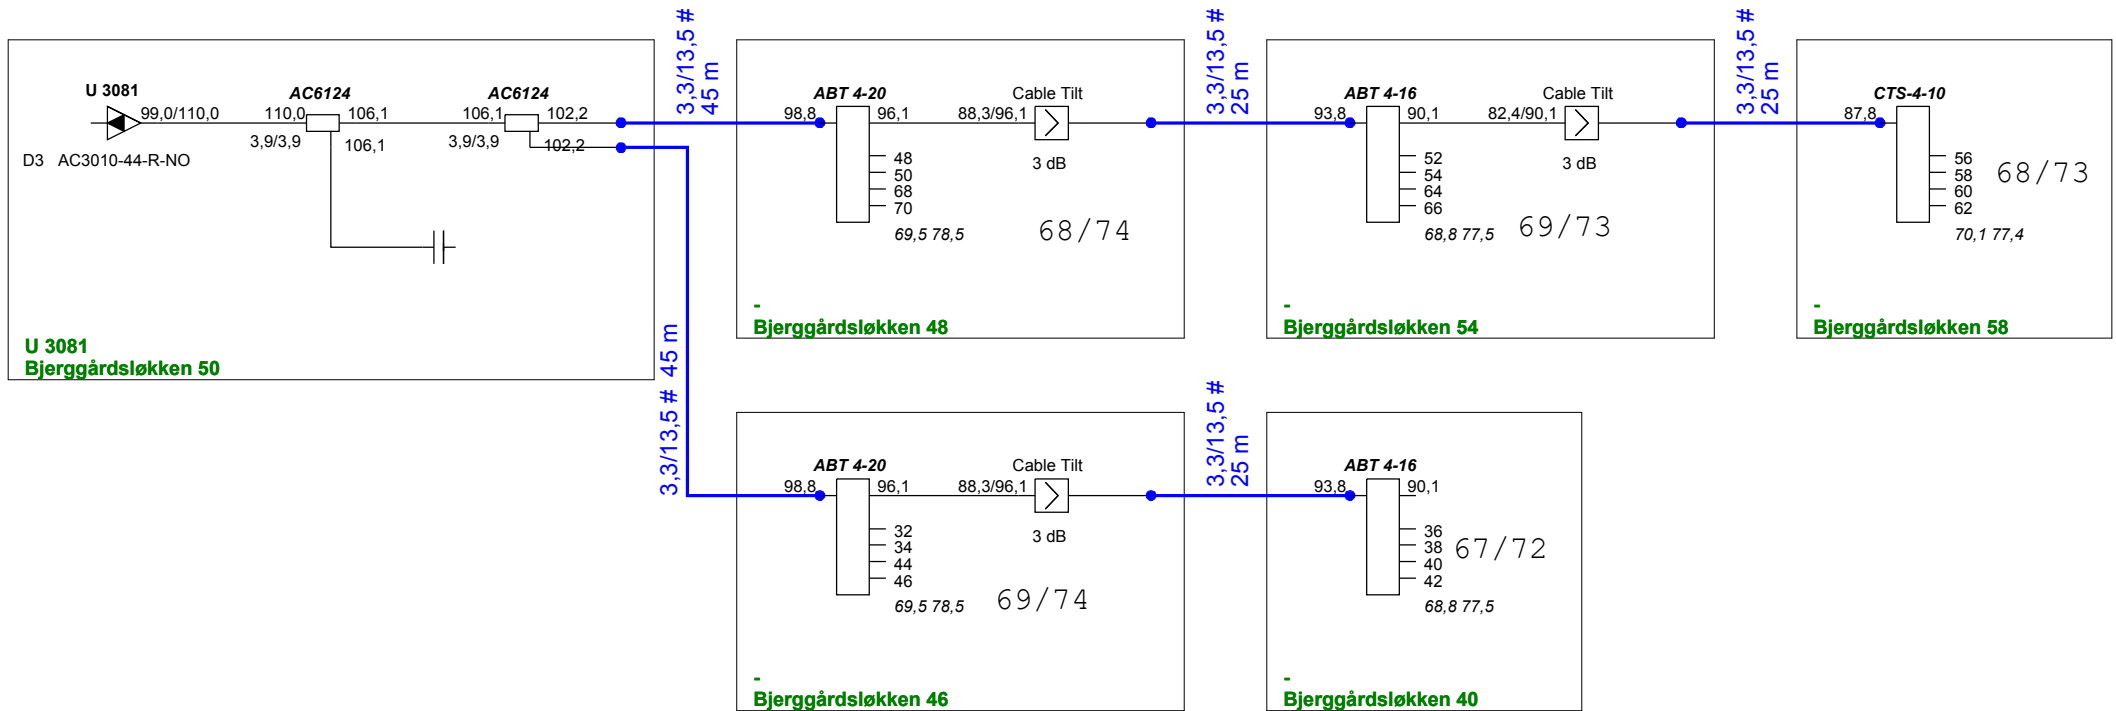 U 3081
99,0/110,0
D3 AC3010-44-R-NO
AC6124
110,0
106,1
3,9/3,9
106,1
AC6124
106,1
102,2
3,9/3,9
102,2
U 3081
Bjerggårdsløkken 50
3,3/13,5 #
45 m
ABT 4-20
98,8
96,1
88,3/96,1
Cable Tilt
3 dB
48
50
68
70
69,5 78,5
68/74
-
Bjerggårdsløkken 48
3,3/13,5 #
25 m
ABT 4-16
93,8
90,1
82,4/90,1
Cable Tilt
3 dB
52
54
64
66
68,8 77,5
69/73
-
Bjerggårdsløkken 54
3,3/13,5 #
25 m
CTS-4-10
87,8
56
58
60
62
68/73
70,1 77,4
-
Bjerggårdsløkken 58
3,3/13,5 # 45 m
ABT 4-20
98,8
96,1
88,3/96,1
Cable Tilt
3 dB
32
34
44
46
69,5 78,5
69/74
-
Bjerggårdsløkken 46
3,3/13,5 #
25 m
ABT 4-16
93,8
90,1
36
38
40
42
67/72
68,8 77,5
-
Bjerggårdsløkken 40